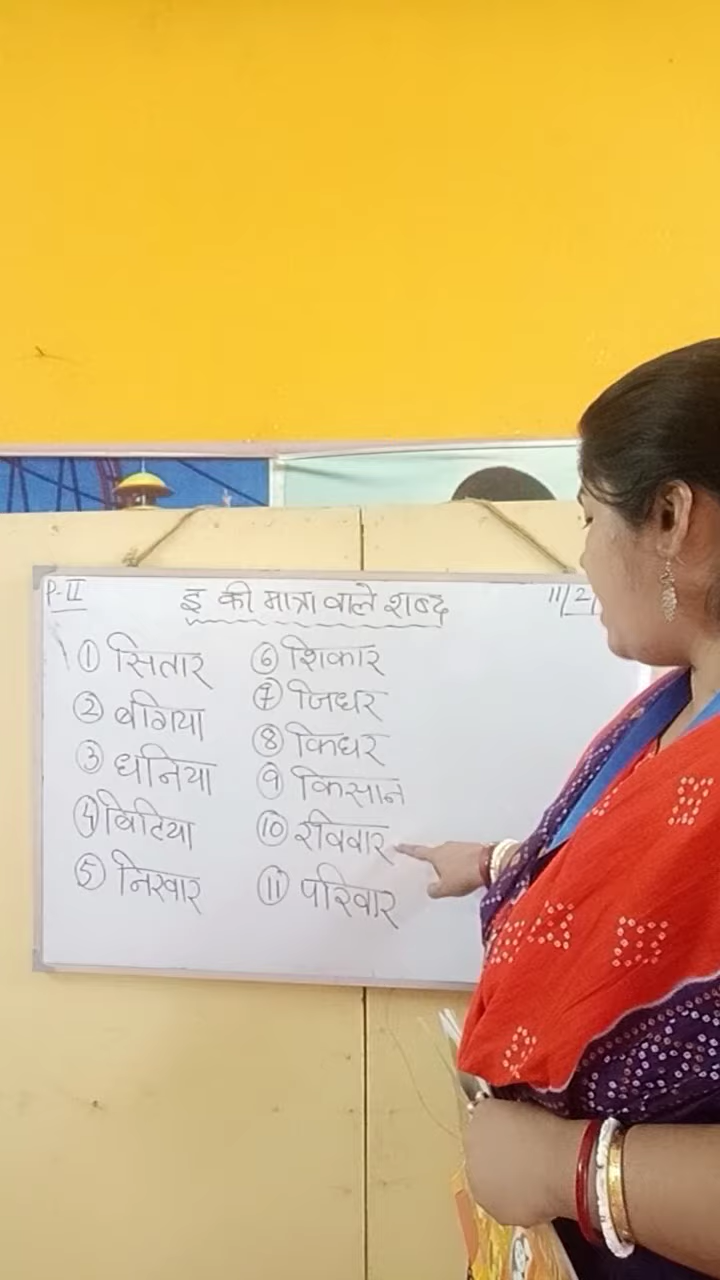 P-II
इ की मात्रा वाले शब्द
11/2/
① सितार
② बगिया
③ धनिया
④ बिटिया
⑤ निखार
⑥ शिकार
⑦ जिधर
⑧ किधर
⑨ किसान
⑩ रविवार
⑪ परिवार